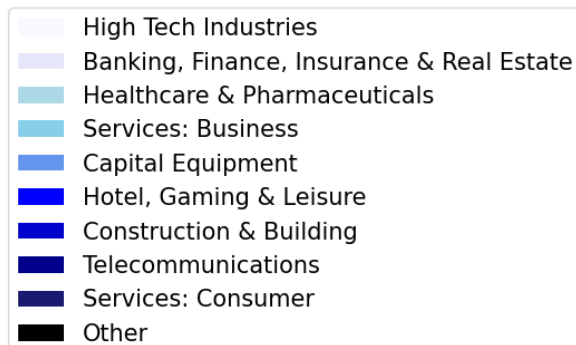 High Tech Industries
Banking, Finance, Insurance & Real Estate
Healthcare & Pharmaceuticals
Services: Business
Capital Equipment
Hotel, Gaming & Leisure
Construction & Building
Telecommunications
Services: Consumer
Other